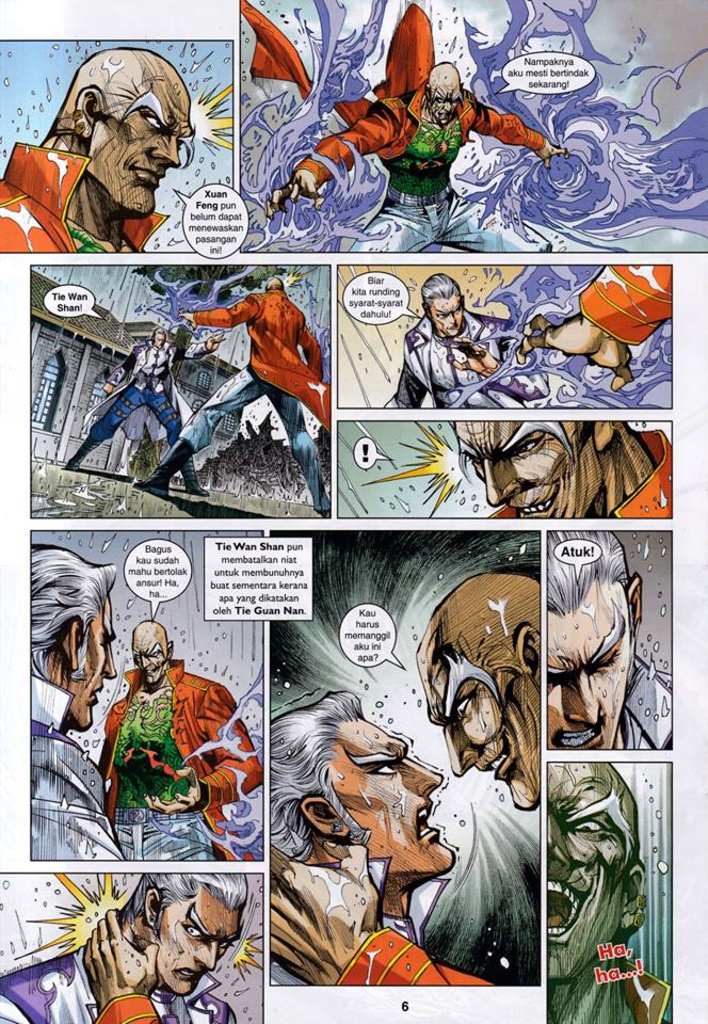 Xuan
Feng pun
belum dapat
menewaskan
pasangan
ini!
Nampaknya
aku mesti bertindak
sekarang!
Tie Wan
Shan!
Biar
kita runding
syarat-syarat
dahulu!
!
Bagus
kau sudah
mahu bertolak
ansur! Ha,
ha...
Tie Wan Shan pun
membatalkan niat
untuk membunuhnya
buat sementara kerana
apa yang dikatakan
oleh Tie Guan Nan.
Kau
harus
memanggil
aku ini
apa?
Atuk!
Ha,
ha...!
6